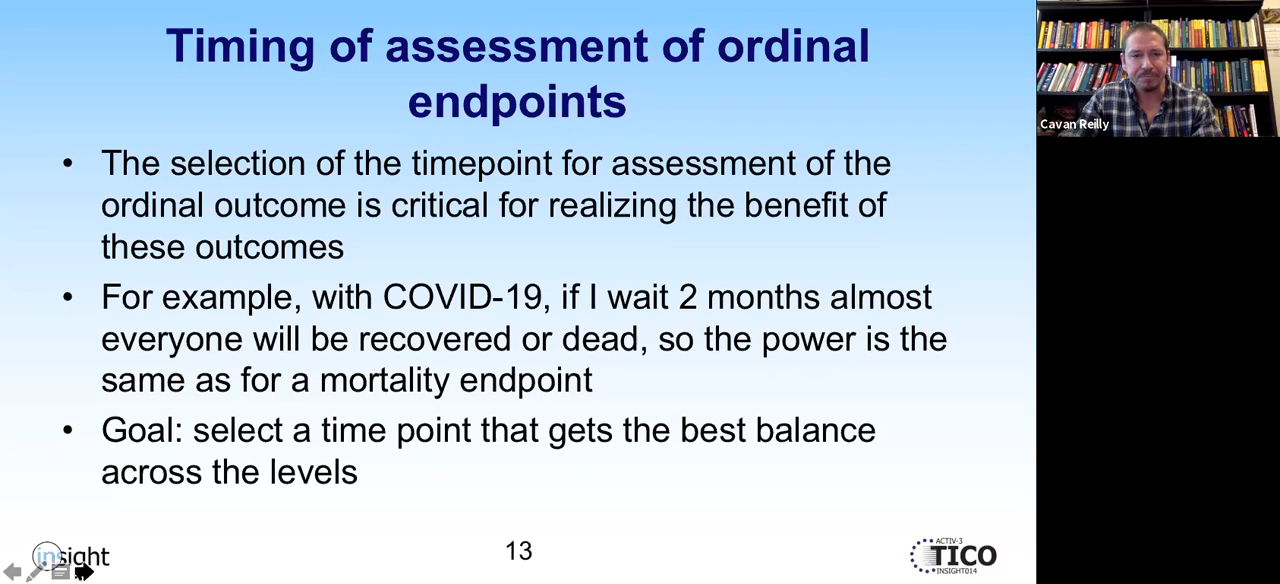 Timing of assessment of ordinal
endpoints
• The selection of the timepoint for assessment of the
ordinal outcome is critical for realizing the benefit of
these outcomes
• For example, with COVID-19, if I wait 2 months almost
everyone will be recovered or dead, so the power is the
same as for a mortality endpoint
• Goal: select a time point that gets the best balance
across the levels
insight
13
ACTIV-3
TICO
INSIGHT014
Cavan Reilly